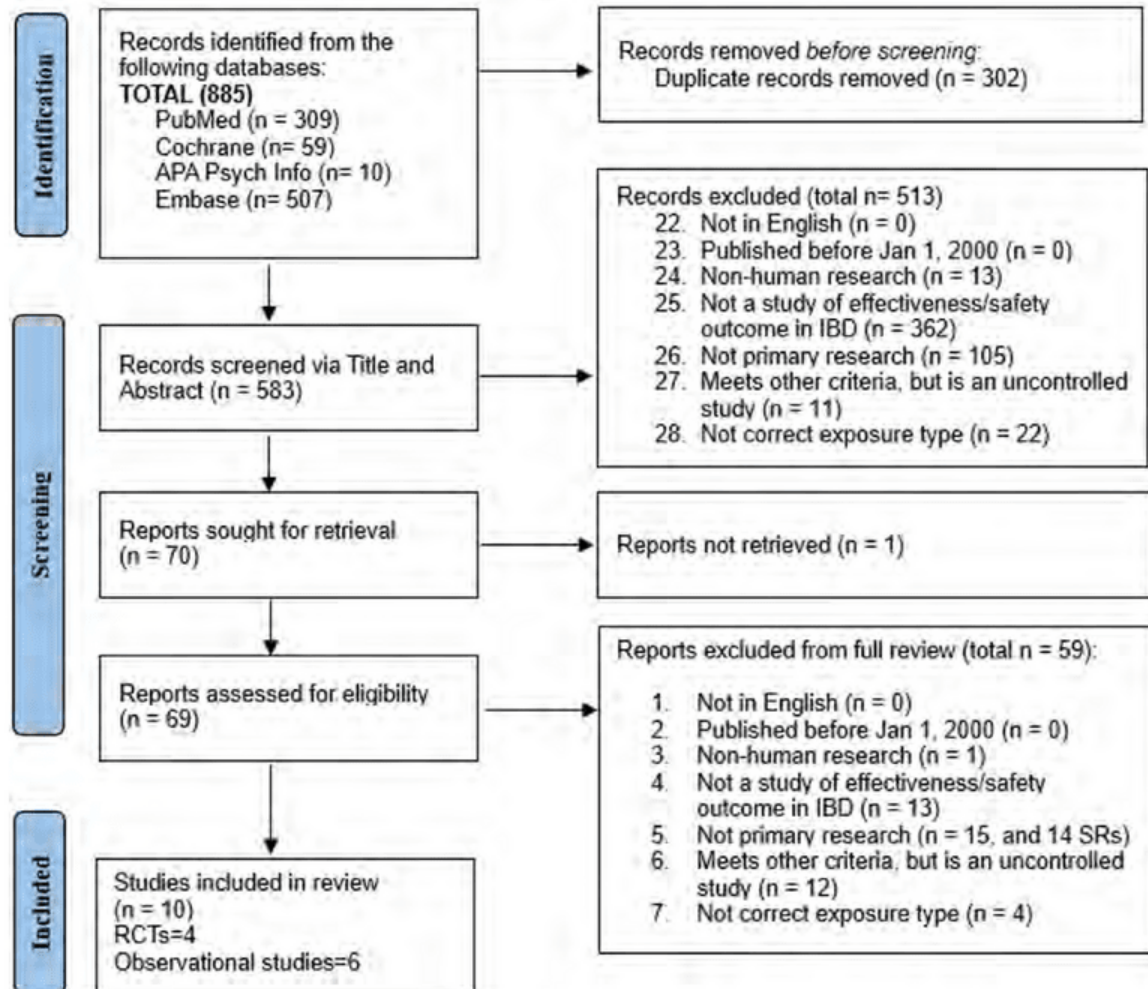 Identification
Records identified from the
following databases:
TOTAL (885)
PubMed (n = 309)
Cochrane (n= 59)
APA Psych Info (n= 10)
Embase (n= 507)
Records removed before screening:
Duplicate records removed (n = 302)
Screening
Records screened via Title and
Abstract (n = 583)
Records excluded (total n= 513)
22. Not in English (n = 0)
23. Published before Jan 1, 2000 (n = 0)
24. Non-human research (n = 13)
25. Not a study of effectiveness/safety
outcome in IBD (n = 362)
26. Not primary research (n = 105)
27. Meets other criteria, but is an uncontrolled
study (n = 11)
28. Not correct exposure type (n = 22)
Reports sought for retrieval
(n = 70)
Reports not retrieved (n = 1)
Reports assessed for eligibility
(n = 69)
Reports excluded from full review (total n = 59):
1. Not in English (n = 0)
2. Published before Jan 1, 2000 (n = 0)
3. Non-human research (n = 1)
4. Not a study of effectiveness/safety
outcome in IBD (n = 13)
5. Not primary research (n = 15, and 14 SRs)
6. Meets other criteria, but is an uncontrolled
study (n = 12)
7. Not correct exposure type (n = 4)
Included
Studies included in review
(n = 10)
RCTs=4
Observational studies=6